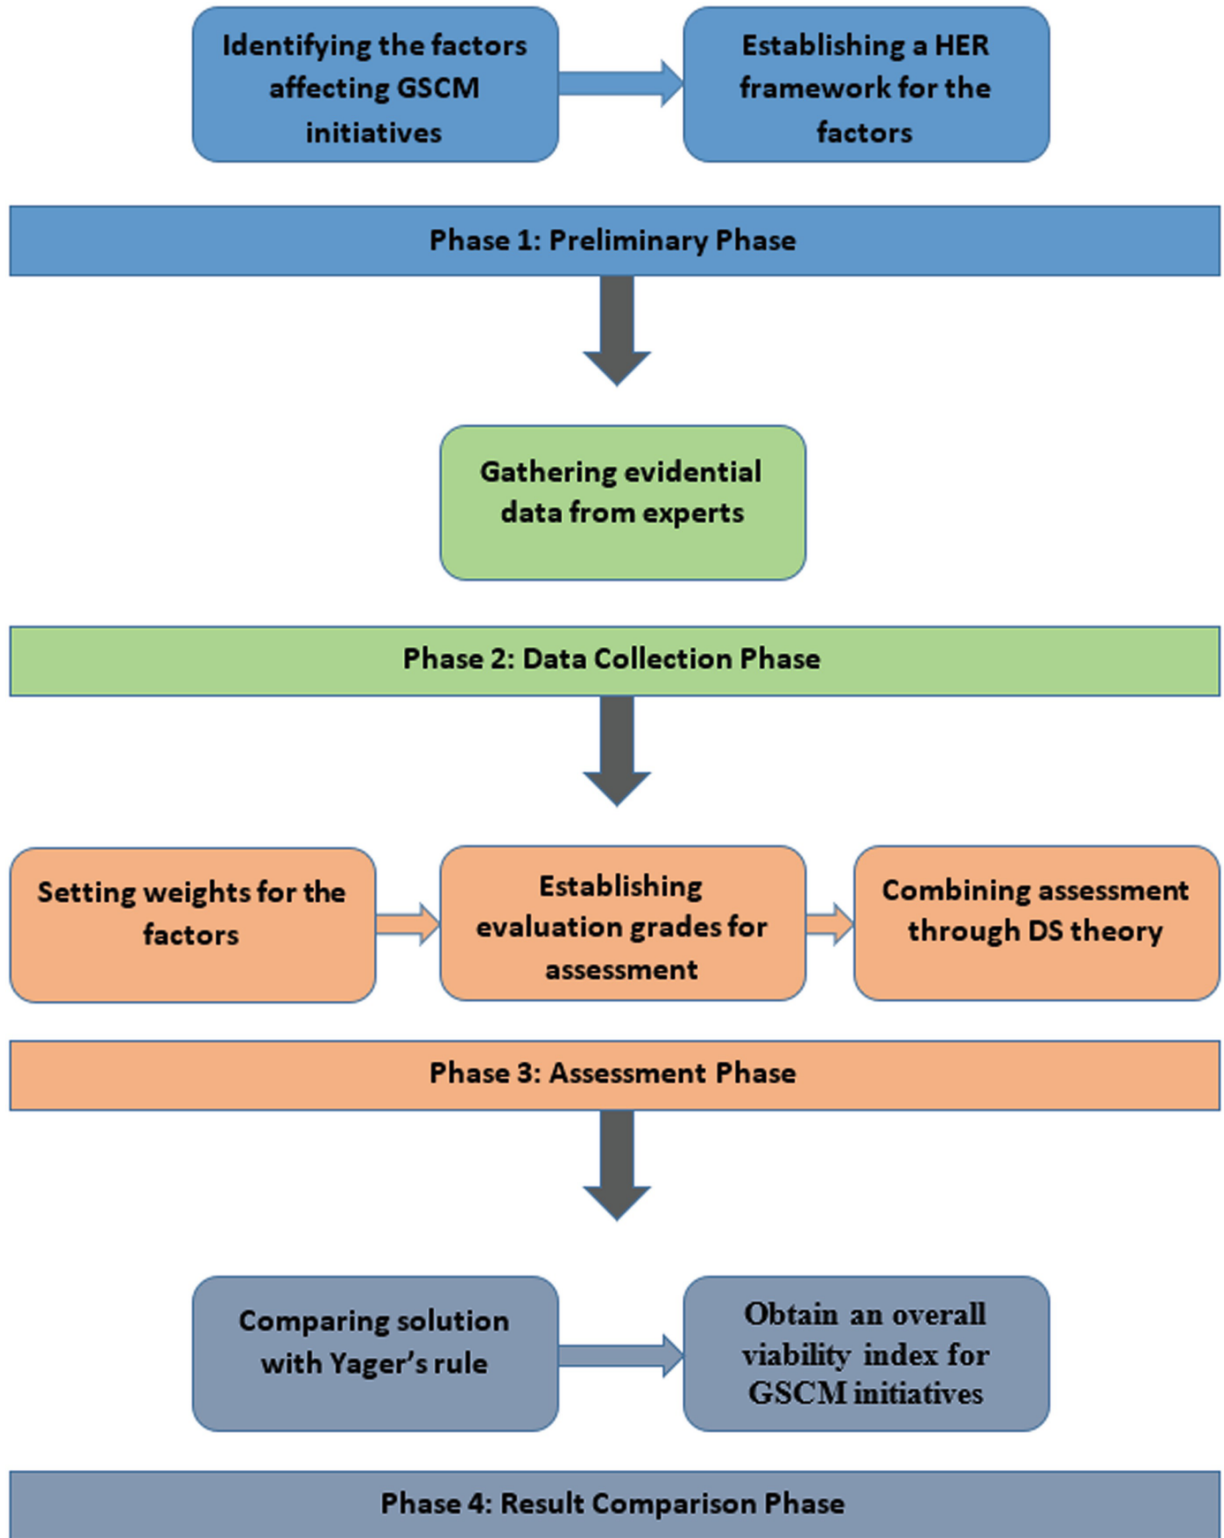 Identifying the factors
affecting GSCM
initiatives
Establishing a HER
framework for the
factors
Phase 1: Preliminary Phase
Gathering evidential
data from experts
Phase 2: Data Collection Phase
Setting weights for the
factors
Establishing
evaluation grades for
assessment
Combining assessment
through DS theory
Phase 3: Assessment Phase
Comparing solution
with Yager’s rule
Obtain an overall
viability index for
GSCM initiatives
Phase 4: Result Comparison Phase